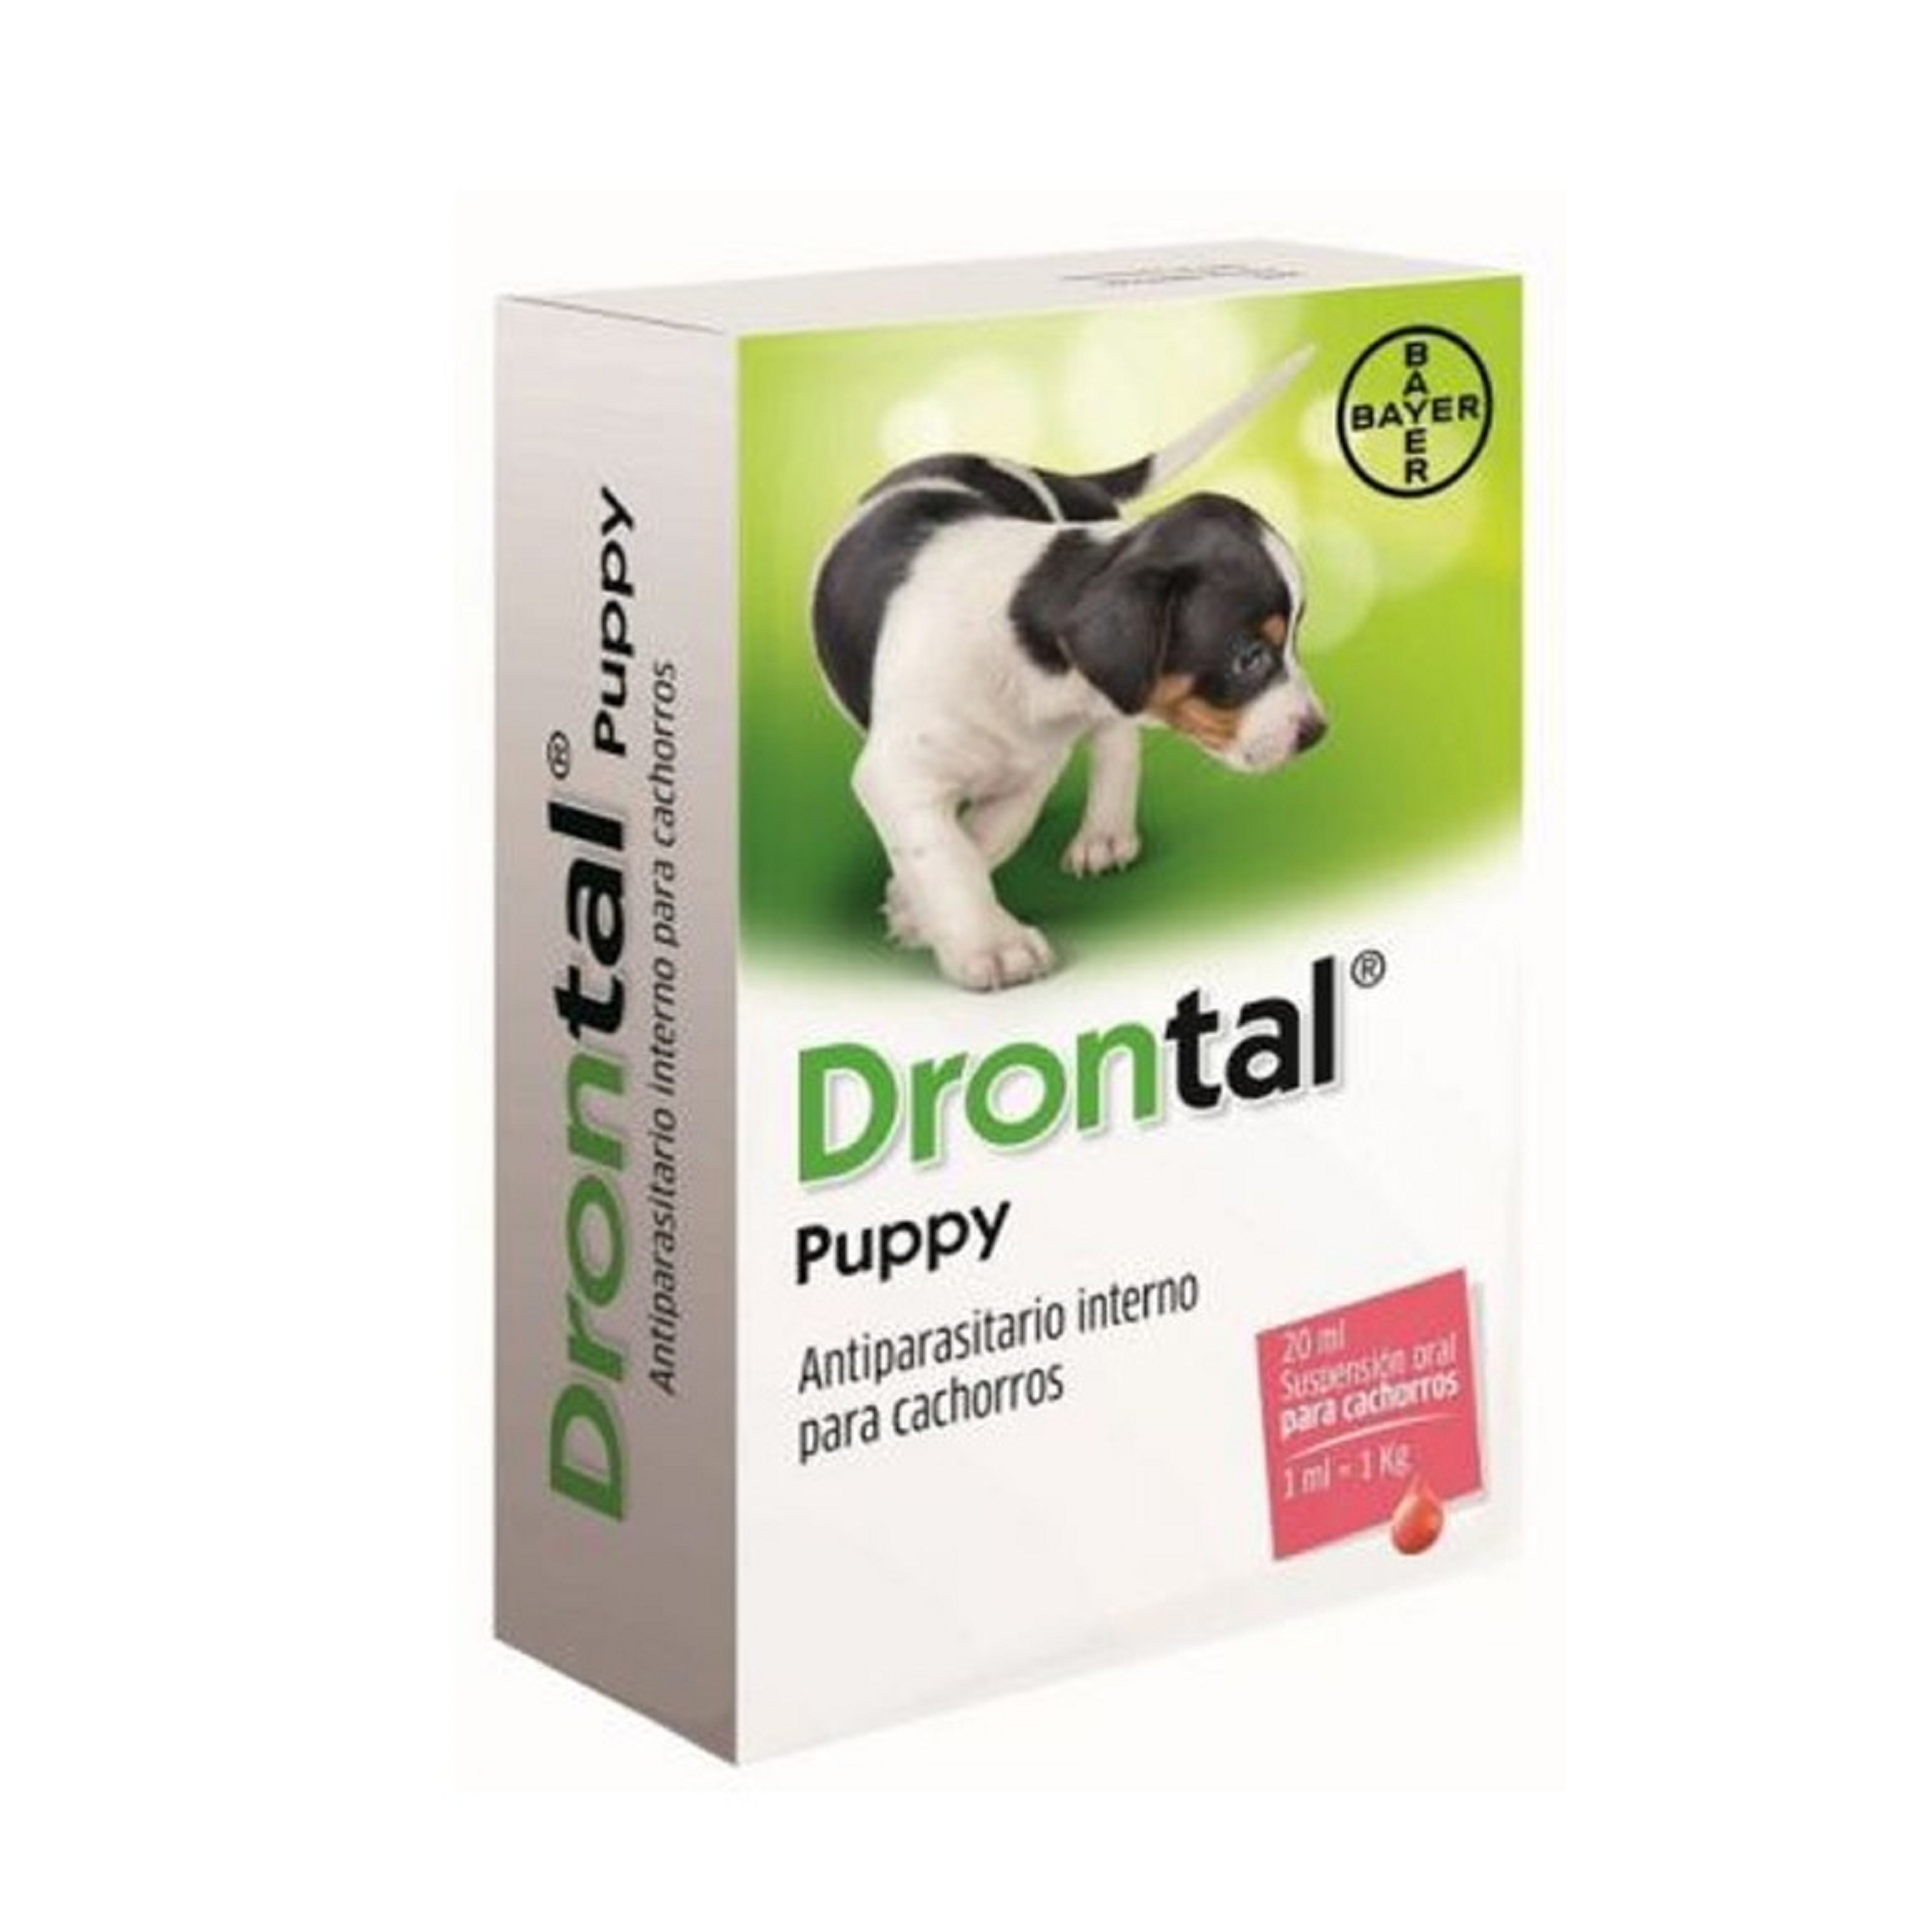 BAYER
BAYER
Drontal®
Puppy
Antiparasitario interno
para cachorros
20 ml
Suspensión oral
para cachorros
1 ml = 1 Kg
Drontal® Puppy
Antiparasitario interno para cachorros